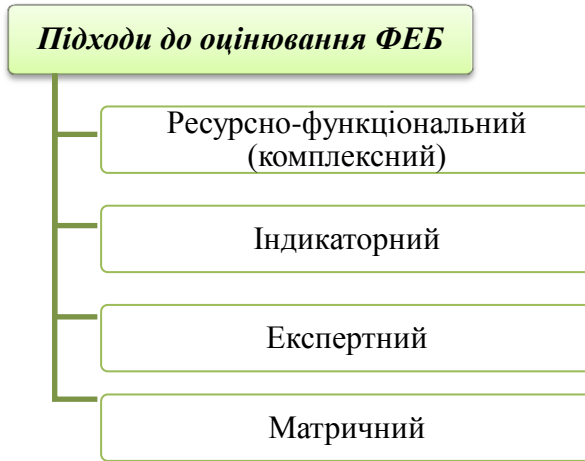 Підходи до оцінювання ФЕБ
Ресурсно-функціональний
(комплексний)
Індикаторний
Експертний
Матричний